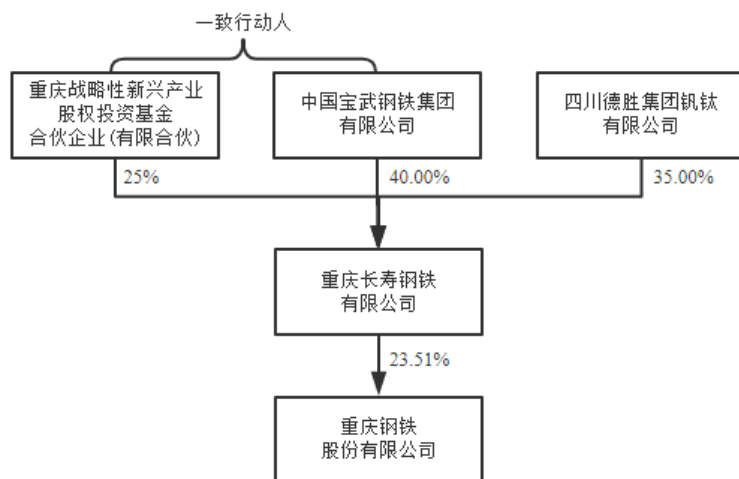 一致行动人
重庆战略性新兴产业
股权投资基金
合伙企业(有限合伙)
中国宝武钢铁集团
有限公司
四川德胜集团钒钛
有限公司
25%
40.00%
35.00%
重庆长寿钢铁
有限公司
23.51%
重庆钢铁
股份有限公司